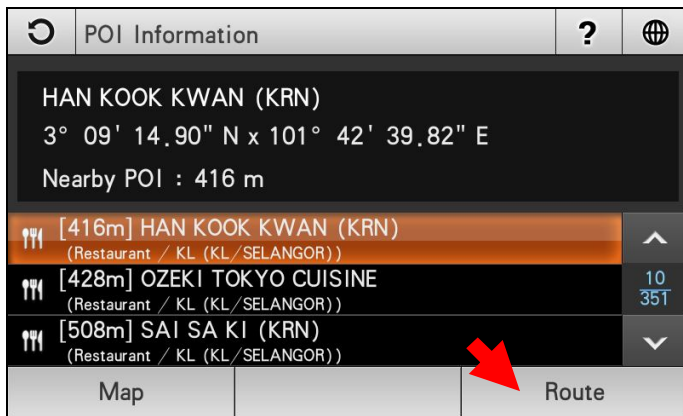 POI Information
?
HAN KOOK KWAN (KRN)
3° 09' 14.90" N x 101° 42' 39.82" E
Nearby POI : 416 m
[416m] HAN KOOK KWAN (KRN)
(Restaurant / KL (KL/SELANGOR))
[428m] OZEKI TOKYO CUISINE
(Restaurant / KL (KL/SELANGOR))
10
351
[508m] SAI SA KI (KRN)
(Restaurant / KL (KL/SELANGOR))
Map
Route